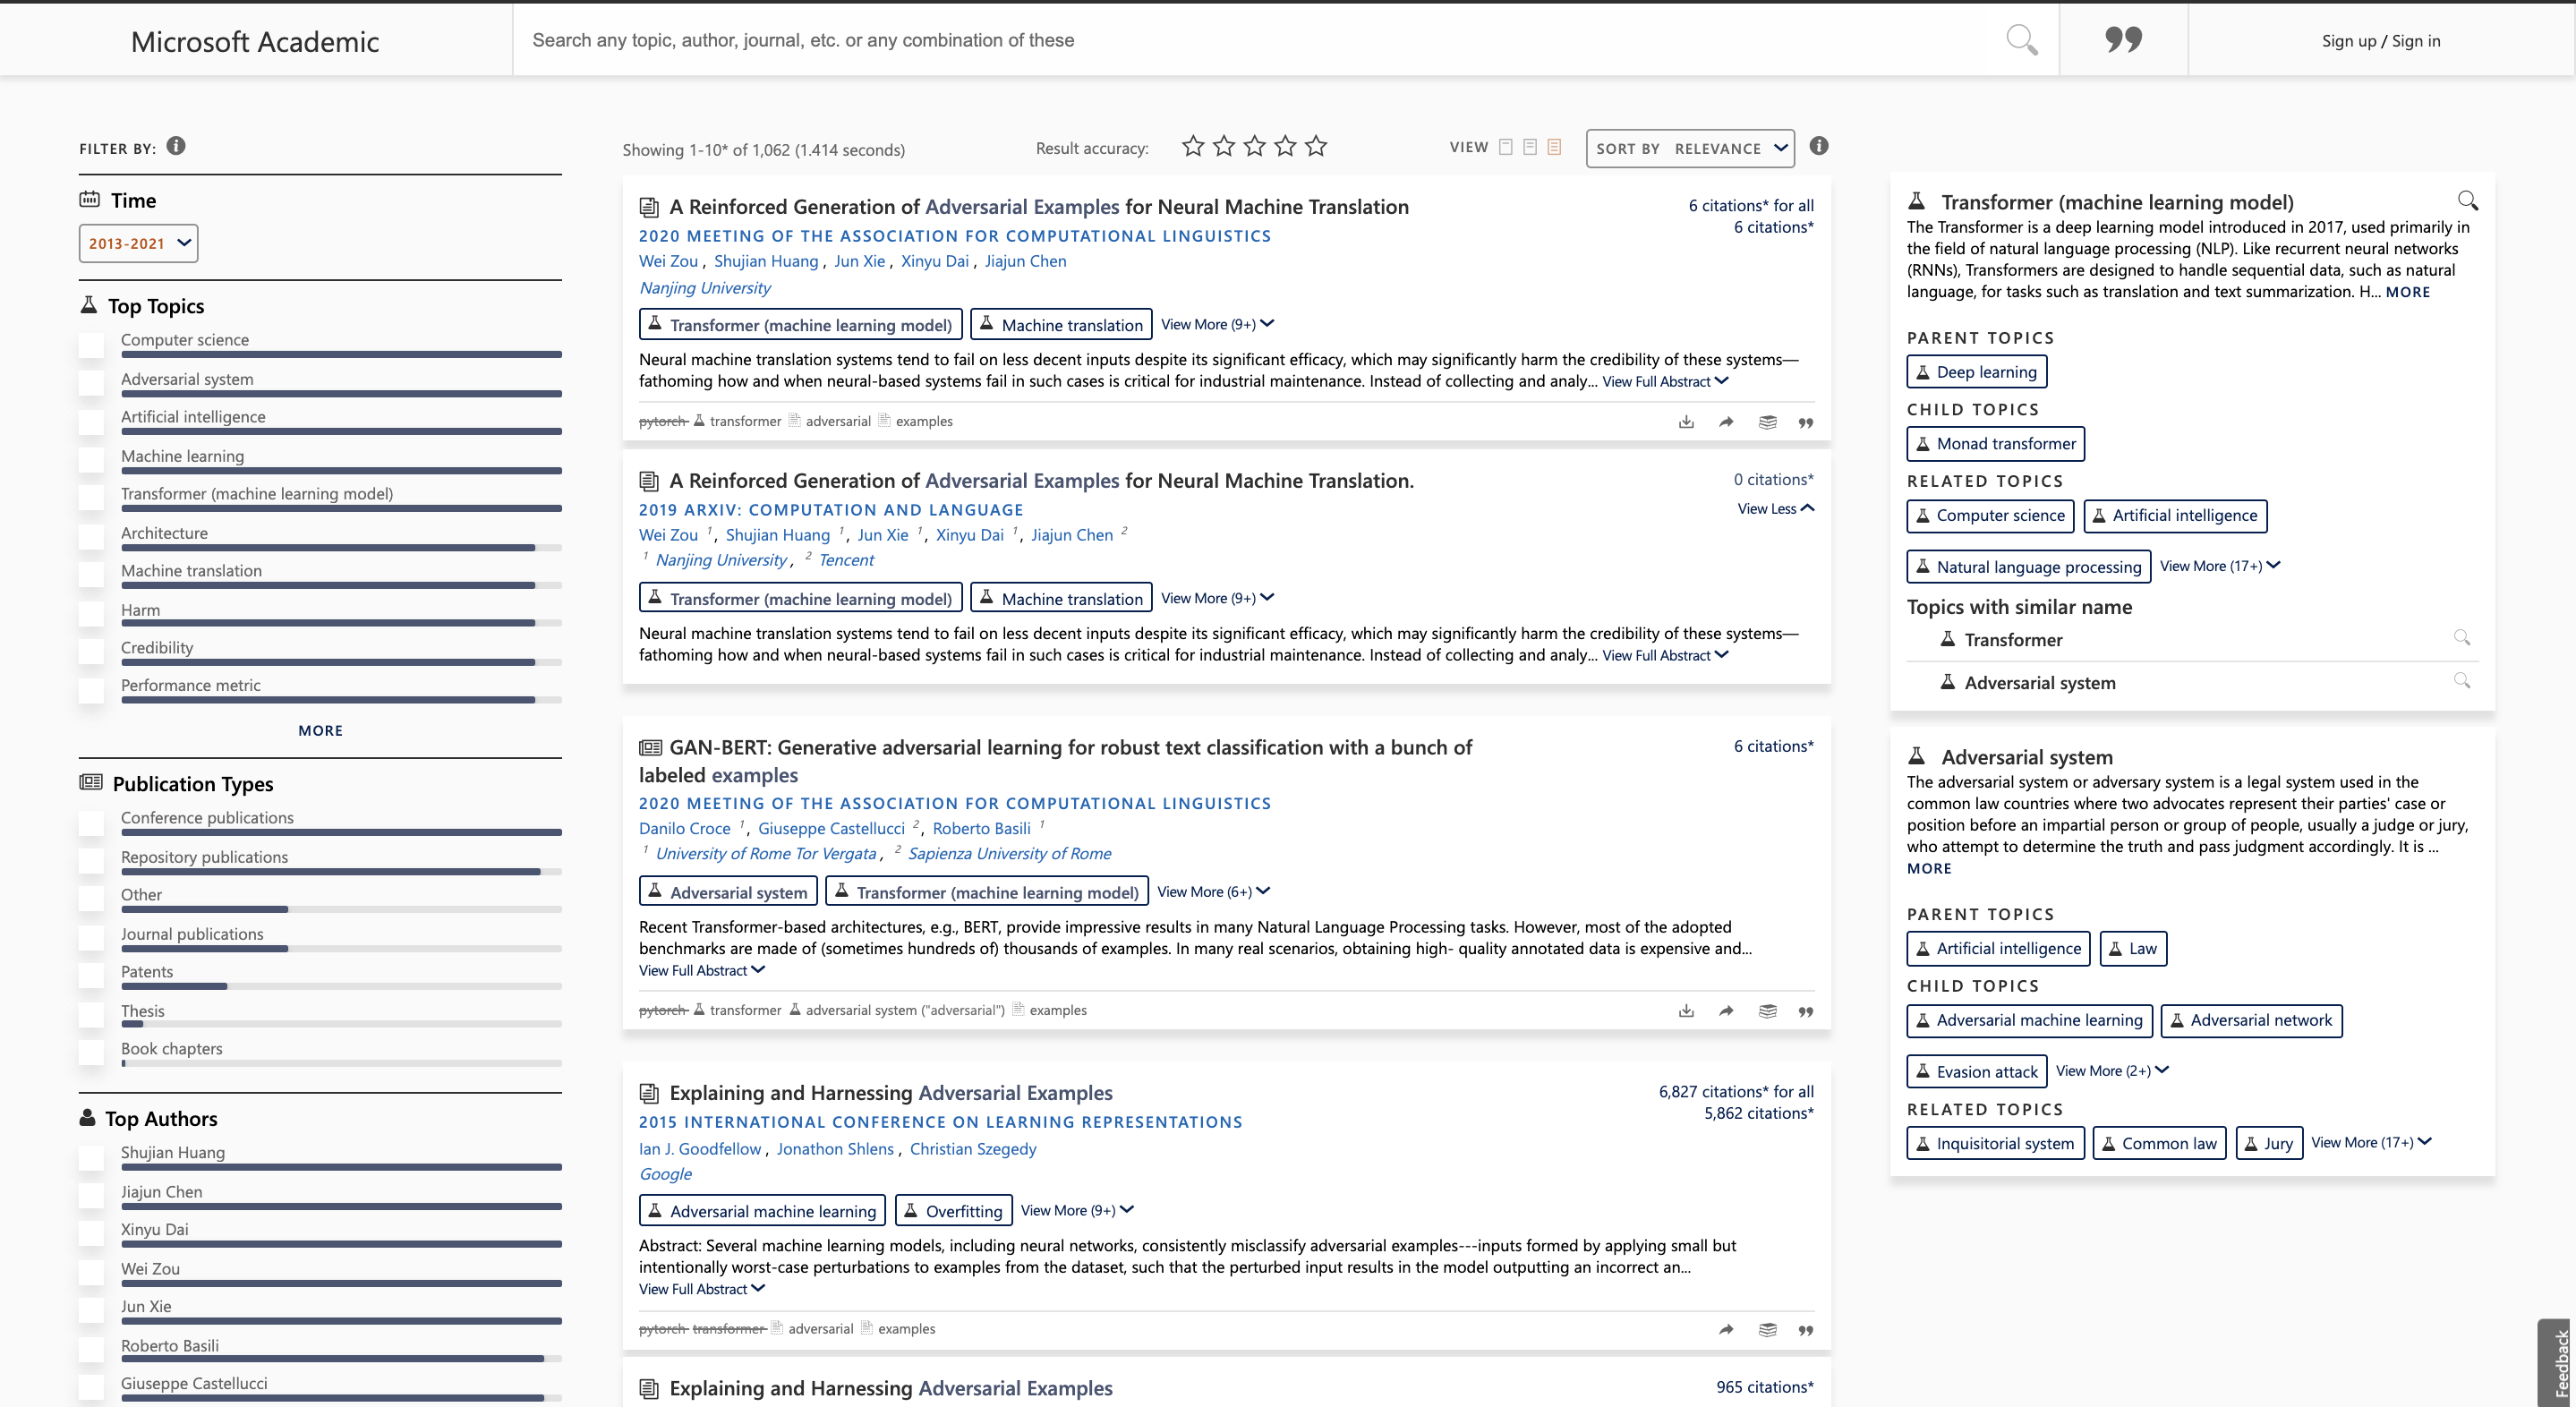 Microsoft Academic
Search any topic, author, journal, etc. or any combination of these
Sign up / Sign in
FILTER BY:
Time
2013-2021
Top Topics
Computer science
Adversarial system
Artificial intelligence
Machine learning
Transformer (machine learning model)
Architecture
Machine translation
Harm
Credibility
Performance metric
MORE
Publication Types
Conference publications
Repository publications
Other
Journal publications
Patents
Thesis
Book chapters
Top Authors
Shujian Huang
Jiajun Chen
Xinyu Dai
Wei Zou
Jun Xie
Roberto Basili
Giuseppe Castellucci
Showing 1-10* of 1,062 (1.414 seconds)
Result accuracy:
VIEW
SORT BY RELEVANCE
A Reinforced Generation of Adversarial Examples for Neural Machine Translation
6 citations* for all
6 citations*
2020 MEETING OF THE ASSOCIATION FOR COMPUTATIONAL LINGUISTICS
Wei Zou , Shujian Huang , Jun Xie , Xinyu Dai , Jiajun Chen
Nanjing University
Transformer (machine learning model) Machine translation View More (9+)
Neural machine translation systems tend to fail on less decent inputs despite its significant efficacy, which may significantly harm the credibility of these systems—
fathoming how and when neural-based systems fail in such cases is critical for industrial maintenance. Instead of collecting and analy... View Full Abstract
pytorch transformer adversarial examples
A Reinforced Generation of Adversarial Examples for Neural Machine Translation.
0 citations*
2019 ARXIV: COMPUTATION AND LANGUAGE
View Less
Wei Zou 1 , Shujian Huang 1 , Jun Xie 1 , Xinyu Dai 1 , Jiajun Chen 2
1 Nanjing University , 2 Tencent
Transformer (machine learning model) Machine translation View More (9+)
Neural machine translation systems tend to fail on less decent inputs despite its significant efficacy, which may significantly harm the credibility of these systems—
fathoming how and when neural-based systems fail in such cases is critical for industrial maintenance. Instead of collecting and analy... View Full Abstract
GAN-BERT: Generative adversarial learning for robust text classification with a bunch of
labeled examples
6 citations*
2020 MEETING OF THE ASSOCIATION FOR COMPUTATIONAL LINGUISTICS
Danilo Croce 1 , Giuseppe Castellucci 2 , Roberto Basili 1
1 University of Rome Tor Vergata , 2 Sapienza University of Rome
Adversarial system Transformer (machine learning model) View More (6+)
Recent Transformer-based architectures, e.g., BERT, provide impressive results in many Natural Language Processing tasks. However, most of the adopted
benchmarks are made of (sometimes hundreds of) thousands of examples. In many real scenarios, obtaining high- quality annotated data is expensive and...
View Full Abstract
pytorch transformer adversarial system ("adversarial") examples
Explaining and Harnessing Adversarial Examples
6,827 citations* for all
5,862 citations*
2015 INTERNATIONAL CONFERENCE ON LEARNING REPRESENTATIONS
Ian J. Goodfellow , Jonathon Shlens , Christian Szegedy
Google
Adversarial machine learning Overfitting View More (9+)
Abstract: Several machine learning models, including neural networks, consistently misclassify adversarial examples---inputs formed by applying small but
intentionally worst-case perturbations to examples from the dataset, such that the perturbed input results in the model outputting an incorrect an...
View Full Abstract
pytorch transformer adversarial examples
Explaining and Harnessing Adversarial Examples
965 citations*
Transformer (machine learning model)
The Transformer is a deep learning model introduced in 2017, used primarily in
the field of natural language processing (NLP). Like recurrent neural networks
(RNNs), Transformers are designed to handle sequential data, such as natural
language, for tasks such as translation and text summarization. H... MORE
PARENT TOPICS
Deep learning
CHILD TOPICS
Monad transformer
RELATED TOPICS
Computer science Artificial intelligence
Natural language processing View More (17+)
Topics with similar name
Transformer
Adversarial system
Adversarial system
The adversarial system or adversary system is a legal system used in the
common law countries where two advocates represent their parties' case or
position before an impartial person or group of people, usually a judge or jury,
who attempt to determine the truth and pass judgment accordingly. It is ...
MORE
PARENT TOPICS
Artificial intelligence Law
CHILD TOPICS
Adversarial machine learning Adversarial network
Evasion attack View More (2+)
RELATED TOPICS
Inquisitorial system Common law Jury View More (17+)
Feedback